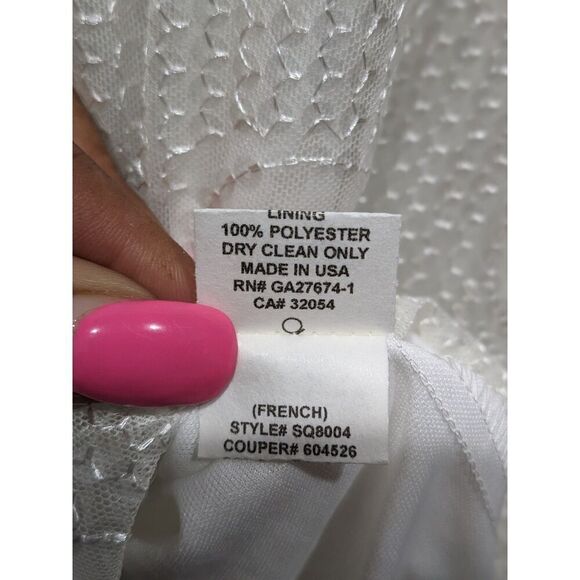 LINING
100% POLYESTER
DRY CLEAN ONLY
MADE IN USA
RN# GA27674-1
CA# 32054
(FRENCH)
STYLE# SQ8004
COUPER# 604526